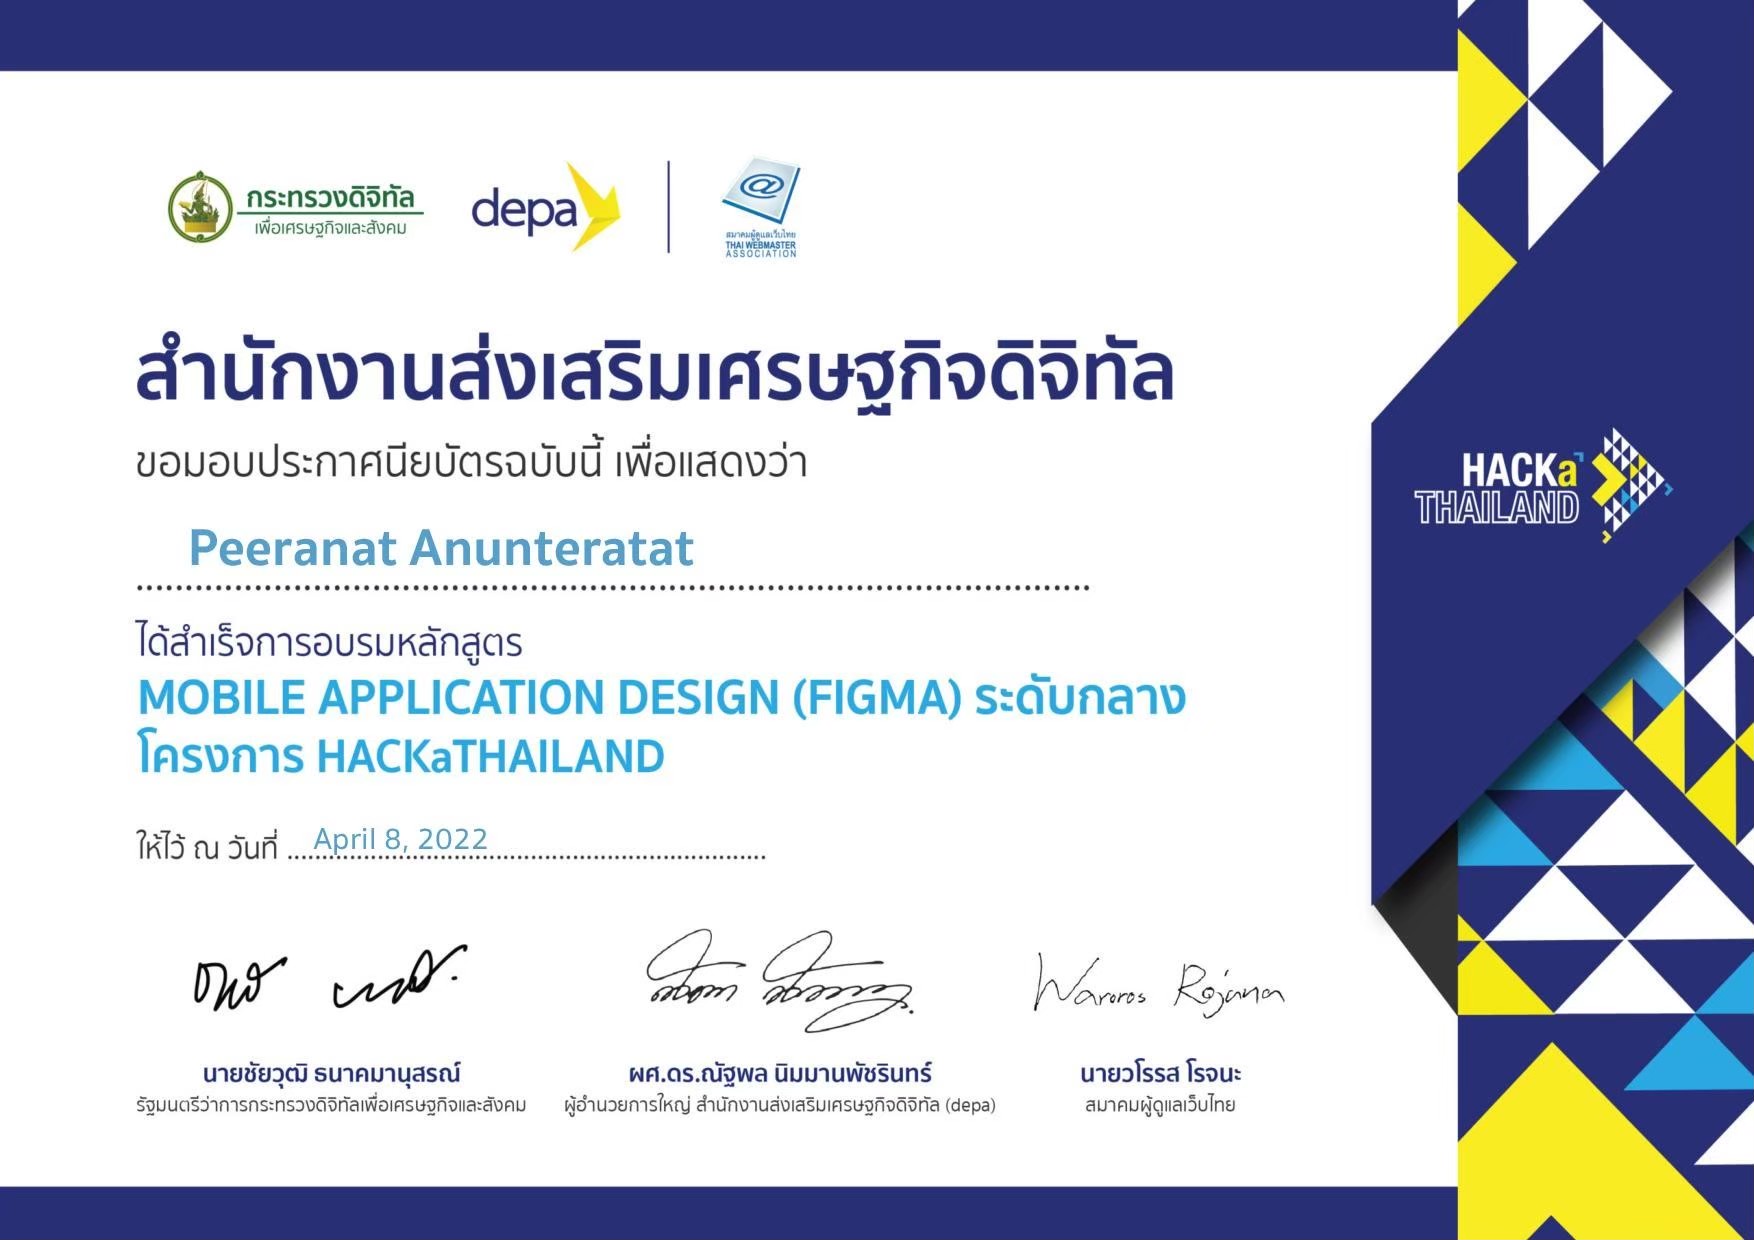 กระทรวงดิจิทัล
เพื่อเศรษฐกิจและสังคม
depa
สมาคมผู้ดูแลเว็บไทย
THAI WEBMASTER
ASSOCIATION
สำนักงานส่งเสริมเศรษฐกิจดิจิทัล
ขอมอบประกาศนียบัตรฉบับนี้ เพื่อแสดงว่า
Peeranat Anunteratat
ได้สำเร็จการอบรมหลักสูตร
MOBILE APPLICATION DESIGN (FIGMA) ระดับกลาง
โครงการ HACKaTHAILAND
ให้ไว้ ณ วันที่ April 8, 2022
HACKa
THAILAND
Waroros Rojana
นายชัยวุฒิ ธนาคมานุสรณ์
รัฐมนตรีว่าการกระทรวงดิจิทัลเพื่อเศรษฐกิจและสังคม
ผศ.ดร.ณัฐพล นิมมานพัชรินทร์
ผู้อำนวยการใหญ่ สำนักงานส่งเสริมเศรษฐกิจดิจิทัล (depa)
นายวโรรส โรจนะ
สมาคมผู้ดูแลเว็บไทย